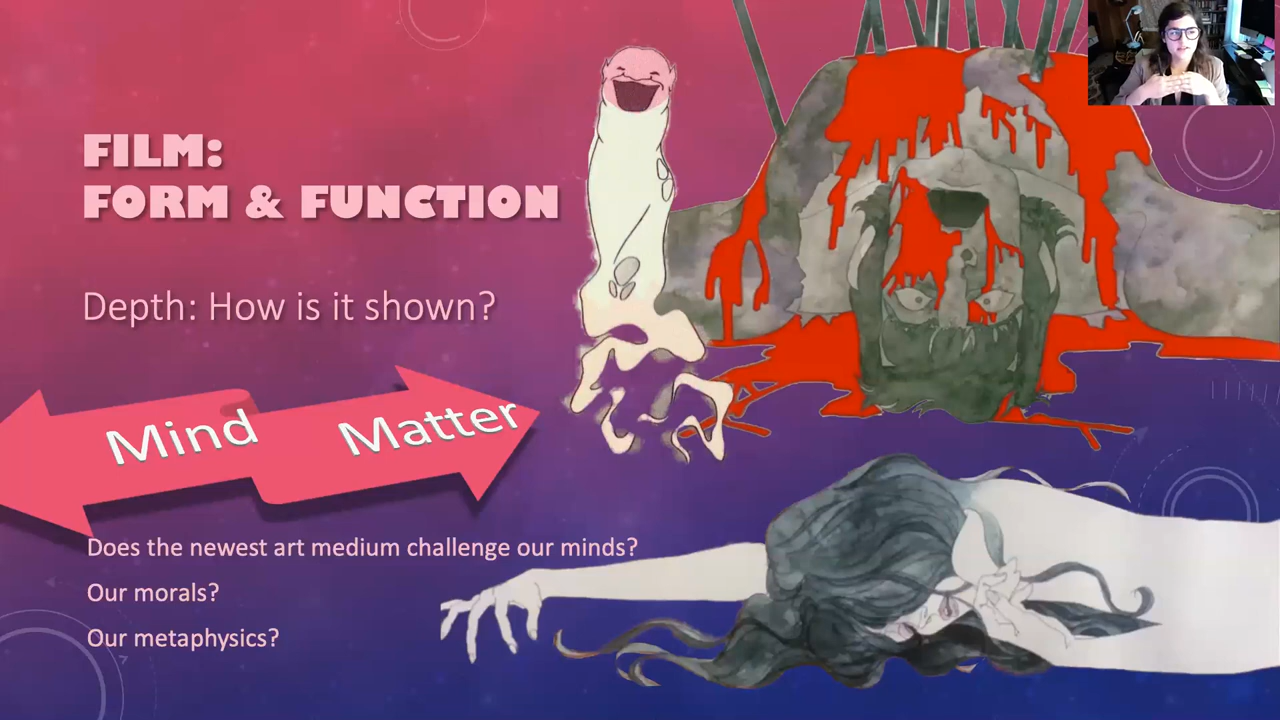 FILM:
FORM & FUNCTION
Depth: How is it shown?
Mind Matter
Does the newest art medium challenge our minds?
Our morals?
Our metaphysics?